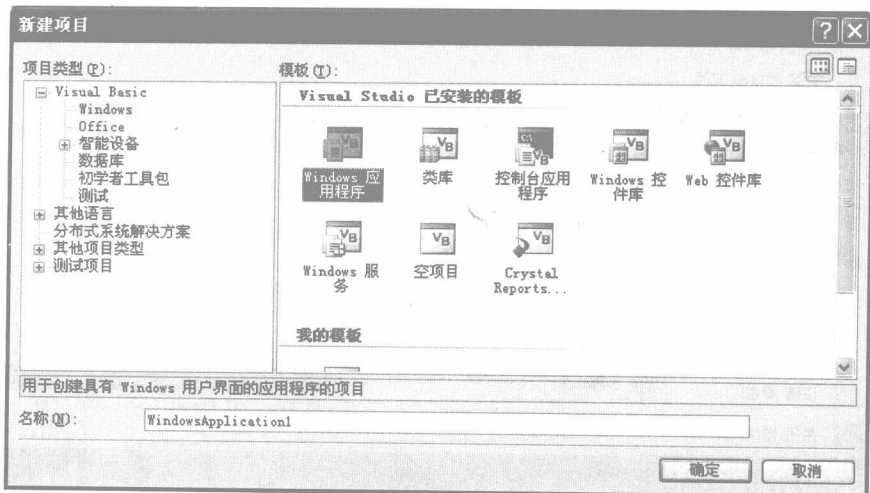 新建项目
项目类型(P):
模板(T):
Visual Basic
Windows
Office
智能设备
数据库
初学者工具包
测试
其他语言
分布式系统解决方案
其他项目类型
测试项目
Visual Studio 已安装的模板
Windows 应
用程序
类库
控制台应用
程序
Windows 控
件库
Web 控件库
Windows 服
务
空项目
Crystal
Reports...
我的模板
用于创建具有 Windows 用户界面的应用程序的项目
名称(N):
WindowsApplication1
确定
取消